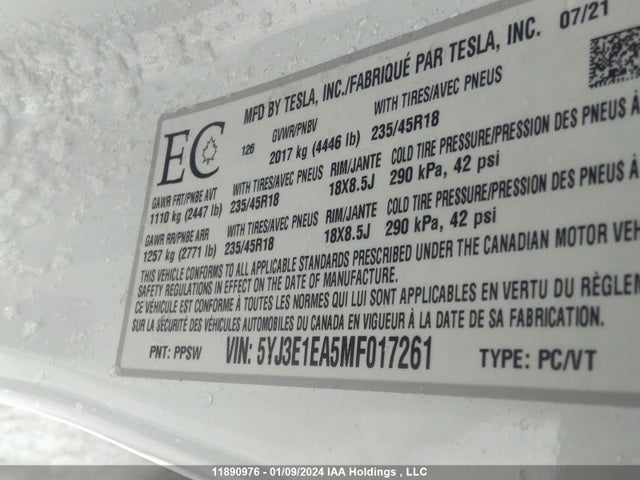 MFD BY TESLA, INC./FABRIQUÉ PAR TESLA, INC. 07/21
EC
126
GVWR/PNBV
2017 kg (4446 lb)
WITH TIRES/AVEC PNEUS
235/45R18
GAWR FRT/PNBE AVT
1110 kg (2447 lb)
WITH TIRES/AVEC PNEUS
235/45R18
RIM/JANTE
18X8.5J
COLD TIRE PRESSURE/PRESSION DES PNEUS À
290 kPa, 42 psi
GAWR RR/PNBE ARR
1257 kg (2771 lb)
WITH TIRES/AVEC PNEUS
235/45R18
RIM/JANTE
18X8.5J
COLD TIRE PRESSURE/PRESSION DES PNEUS À
290 kPa, 42 psi
THIS VEHICLE CONFORMS TO ALL APPLICABLE STANDARDS PRESCRIBED UNDER THE CANADIAN MOTOR VEH
SAFETY REGULATIONS IN EFFECT ON THE DATE OF MANUFACTURE.
CE VÉHICULE EST CONFORME À TOUTES LES NORMES QUI LUI SONT APPLICABLES EN VERTU DU RÈGLEM
SUR LA SÉCURITÉ DES VÉHICULES AUTOMOBILES DU CANADA EN VIGUEUR À LA DATE DE SA FABRICATION.
PNT: PPSW VIN: 5YJ3E1EA5MF017261 TYPE: PC/VT
11890976 - 01/09/2024 IAA Holdings , LLC